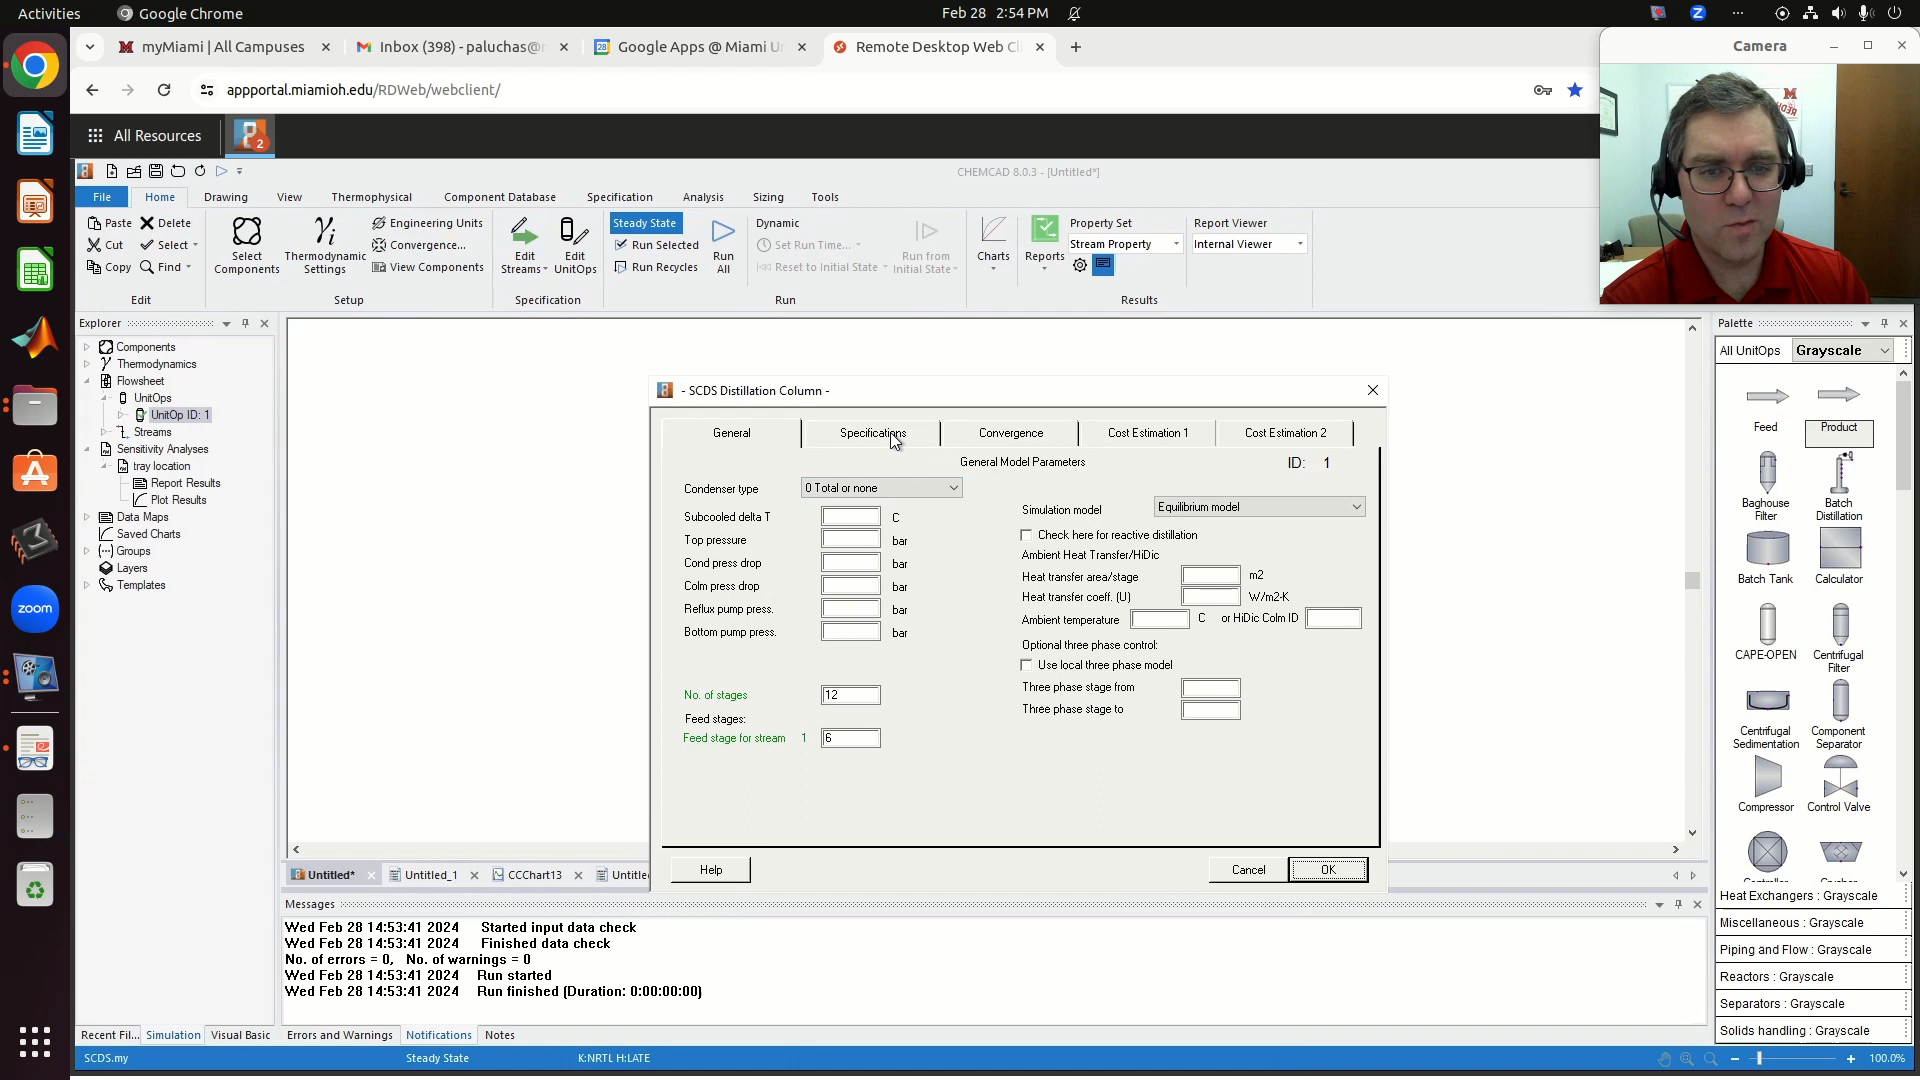 Activities
Google Chrome
Feb 28 2:54 PM
myMiami | All Campuses
Inbox (398) - paluchas@
Google Apps @ Miami U
Remote Desktop Web Cl
Camera
appportal.miamioh.edu/RDWeb/webclient/
All Resources
2
CHEMCAD 8.0.3 - [Untitled*]
File
Home
Drawing
View
Thermophysical
Component Database
Specification
Analysis
Sizing
Tools
Paste
Delete
Cut
Select
Copy
Find
Edit
Select Components
Thermodynamic Settings
Engineering Units
Convergence...
View Components
Setup
Edit Streams
Edit UnitOps
Specification
Steady State
Run Selected
Run Recycles
Run All
Dynamic
Set Run Time...
Reset to Initial State
Run from Initial State
Run
Charts
Reports
Property Set
Stream Property
Report Viewer
Internal Viewer
Results
Explorer
Components
Thermodynamics
Flowsheet
UnitOps
UnitOp ID: 1
Streams
Sensitivity Analyses
tray location
Report Results
Plot Results
Data Maps
Saved Charts
Groups
Layers
Templates
- SCDS Distillation Column -
General
Specifications
Convergence
Cost Estimation 1
Cost Estimation 2
General Model Parameters
ID: 1
Condenser type
0 Total or none
Subcooled delta T
C
Top pressure
bar
Cond press drop
bar
Colm press drop
bar
Reflux pump press.
bar
Bottom pump press.
bar
No. of stages
12
Feed stages:
Feed stage for stream 1
6
Simulation model
Equilibrium model
Check here for reactive distillation
Ambient Heat Transfer/HiDic
Heat transfer area/stage
m2
Heat transfer coeff. (U)
W/m2-K
Ambient temperature
C or HiDic Colm ID
Optional three phase control:
Use local three phase model
Three phase stage from
Three phase stage to
Help
Cancel
OK
Untitled*
Untitled_1
CCChart13
Untitle
Messages
Wed Feb 28 14:53:41 2024 Started input data check
Wed Feb 28 14:53:41 2024 Finished data check
No. of errors = 0, No. of warnings = 0
Wed Feb 28 14:53:41 2024 Run started
Wed Feb 28 14:53:41 2024 Run finished (Duration: 0:00:00:00)
Recent Fil...
Simulation
Visual Basic
Errors and Warnings
Notifications
Notes
SCDS.my
Steady State
K:NRTL H:LATE
100.0%
Palette
All UnitOps
Grayscale
Feed
Product
Baghouse Filter
Batch Distillation
Batch Tank
Calculator
CAPE-OPEN
Centrifugal Filter
Centrifugal Sedimentation
Component Separator
Compressor
Control Valve
Heat Exchangers : Grayscale
Miscellaneous : Grayscale
Piping and Flow : Grayscale
Reactors : Grayscale
Separators : Grayscale
Solids handling : Grayscale
zoom